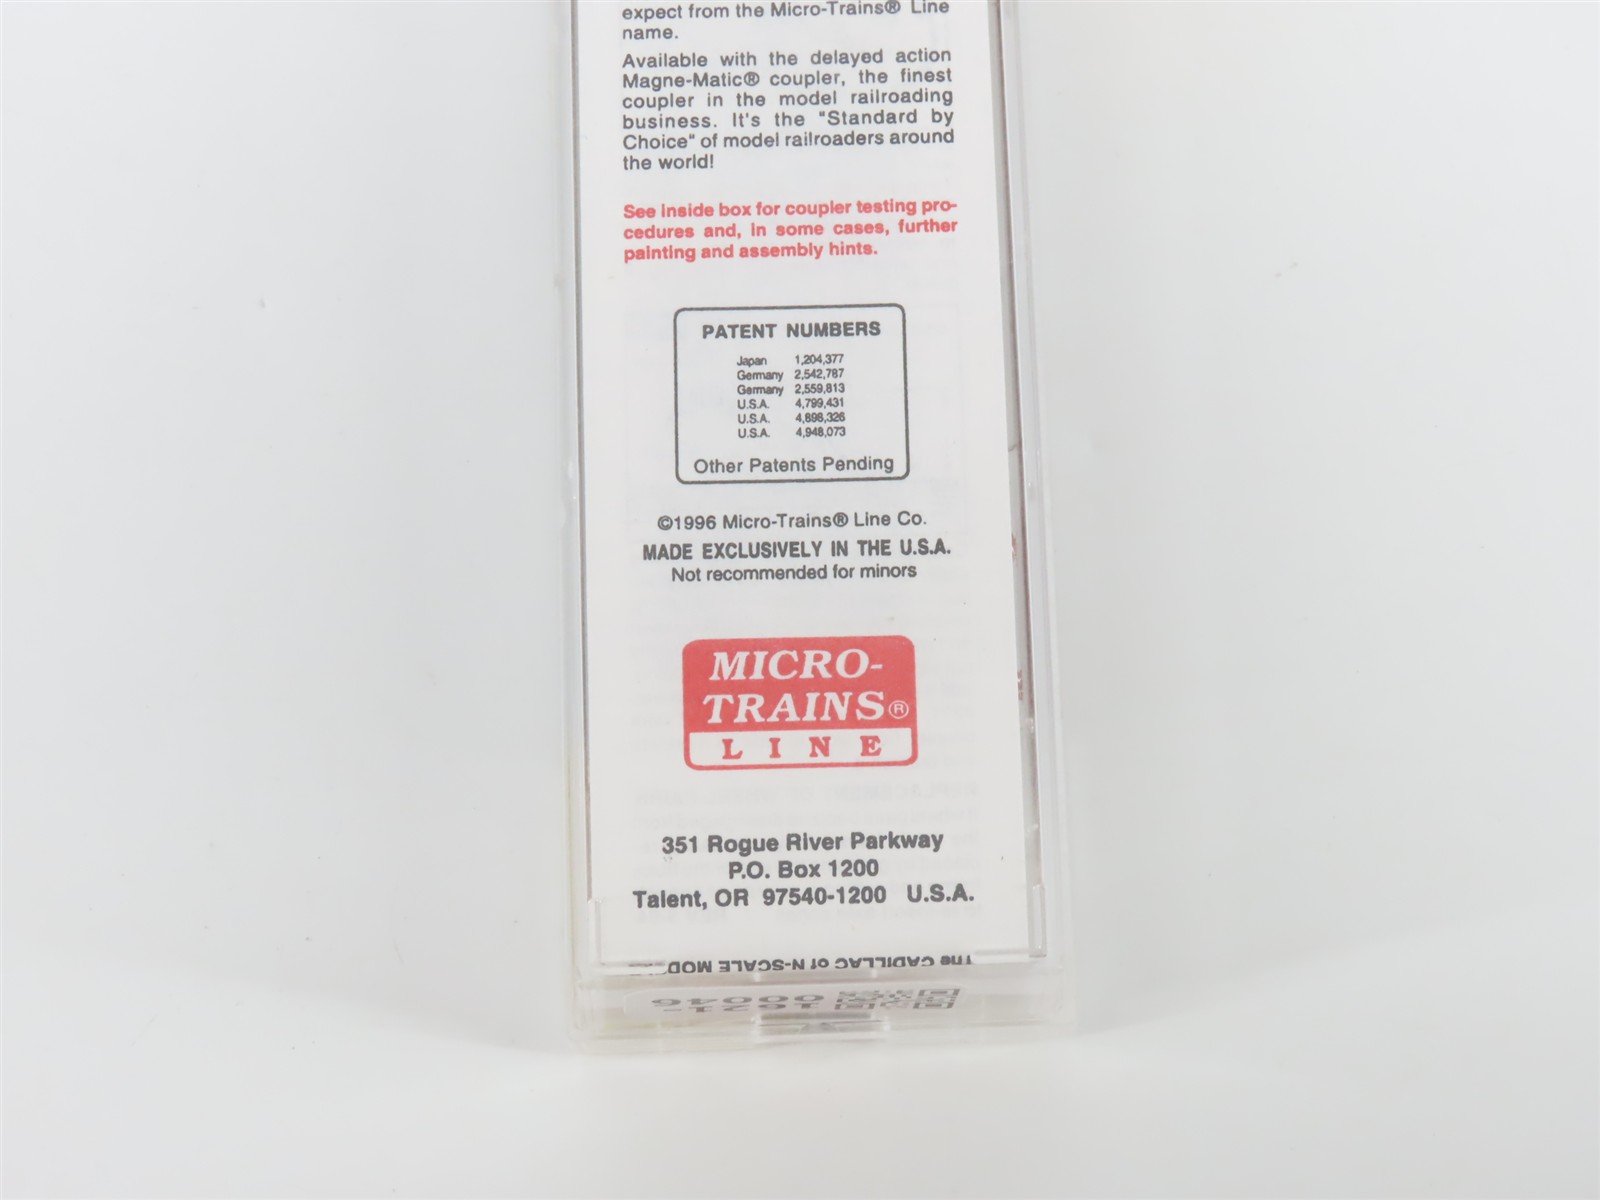 expect from the Micro-Trains® Line
name.
Available with the delayed action
Magne-Matic® coupler, the finest
coupler in the model railroading
business. It's the "Standard by
Choice" of model railroaders around
the world!
See inside box for coupler testing pro-
cedures and, in some cases, further
painting and assembly hints.
PATENT NUMBERS
Japan 1,204,377
Germany 2,542,787
Germany 2,559,813
U.S.A. 4,799,431
U.S.A. 4,898,326
U.S.A. 4,948,073
Other Patents Pending
©1996 Micro-Trains® Line Co.
MADE EXCLUSIVELY IN THE U.S.A.
Not recommended for minors
MICRO-
TRAINS®
LINE
351 Rogue River Parkway
P.O. Box 1200
Talent, OR 97540-1200 U.S.A.
The CADILLAC of N-SCALE